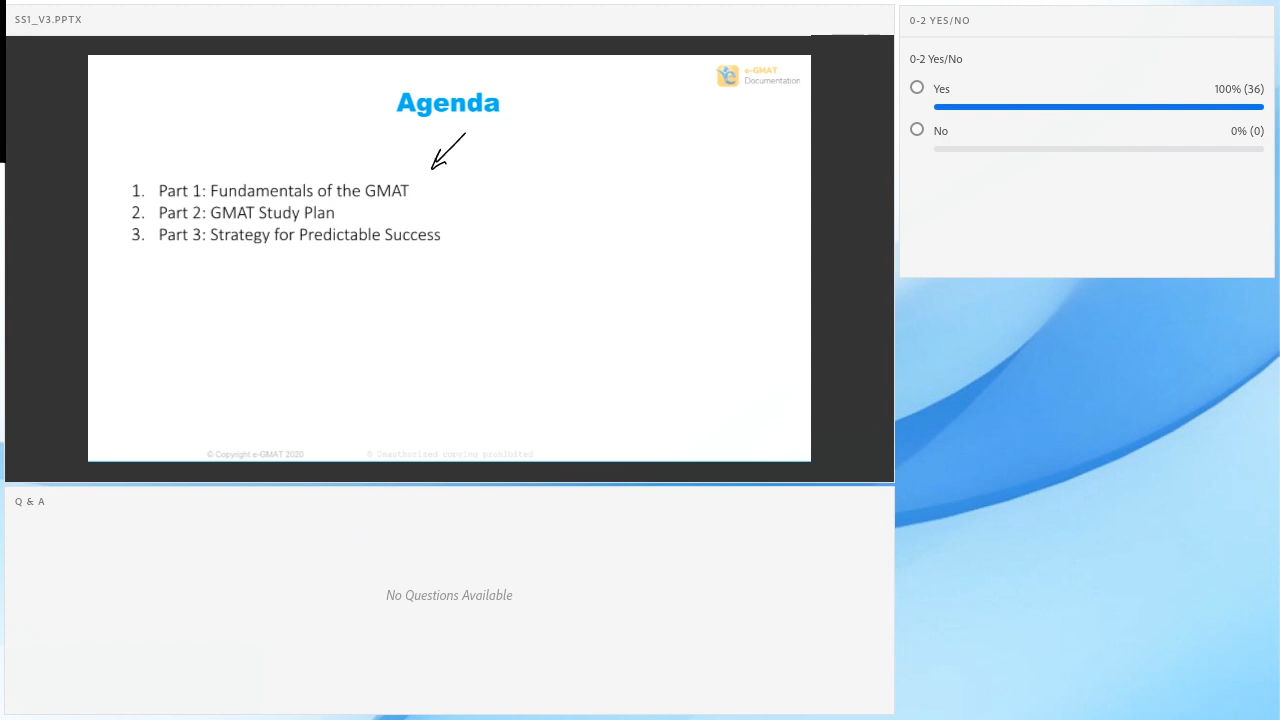 SS1_V3.PPTX
e-GMAT
Documentation
Agenda
1. Part 1: Fundamentals of the GMAT
2. Part 2: GMAT Study Plan
3. Part 3: Strategy for Predictable Success
© Copyright e-GMAT 2020 © Unauthorized copying prohibited
Q & A
No Questions Available
0-2 YES/NO
0-2 Yes/No
Yes 100% (36)
No 0% (0)